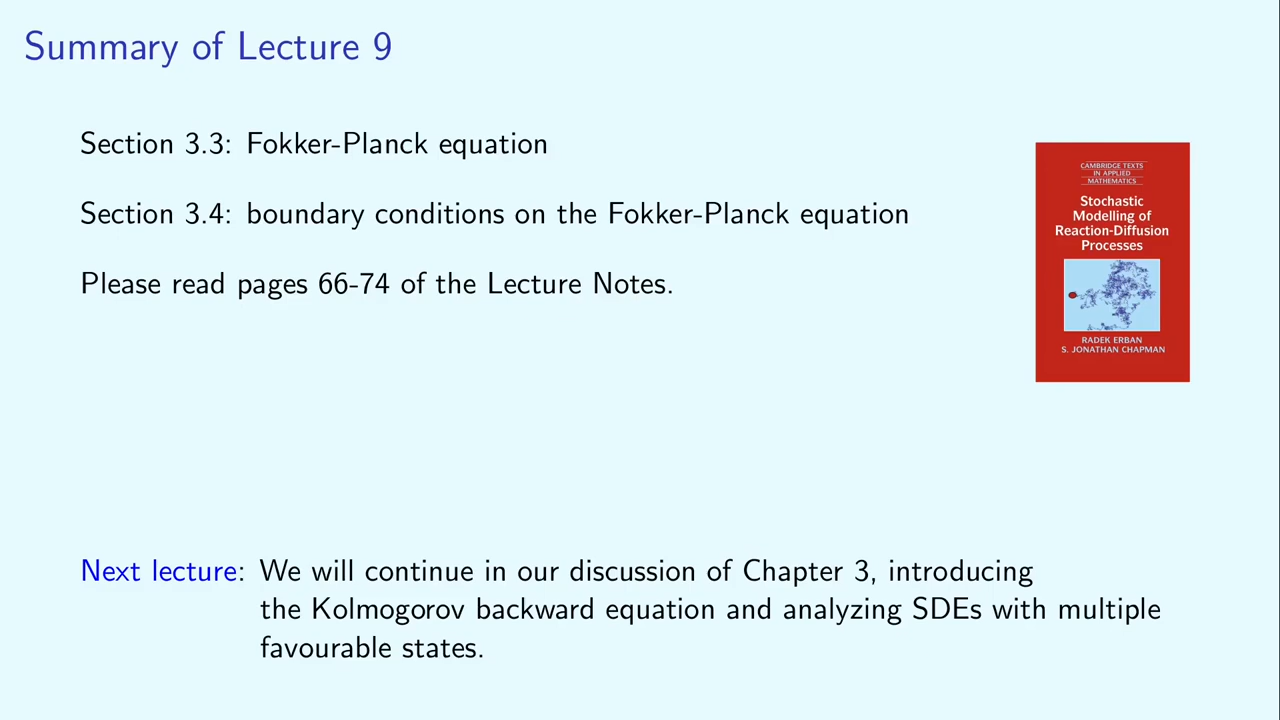 Summary of Lecture 9
Section 3.3: Fokker-Planck equation
Section 3.4: boundary conditions on the Fokker-Planck equation
Please read pages 66-74 of the Lecture Notes.
CAMBRIDGE TEXTS
IN APPLIED
MATHEMATICS
Stochastic
Modelling of
Reaction-Diffusion
Processes
RADEK ERBAN
S. JONATHAN CHAPMAN
Next lecture: We will continue in our discussion of Chapter 3, introducing
the Kolmogorov backward equation and analyzing SDEs with multiple
favourable states.